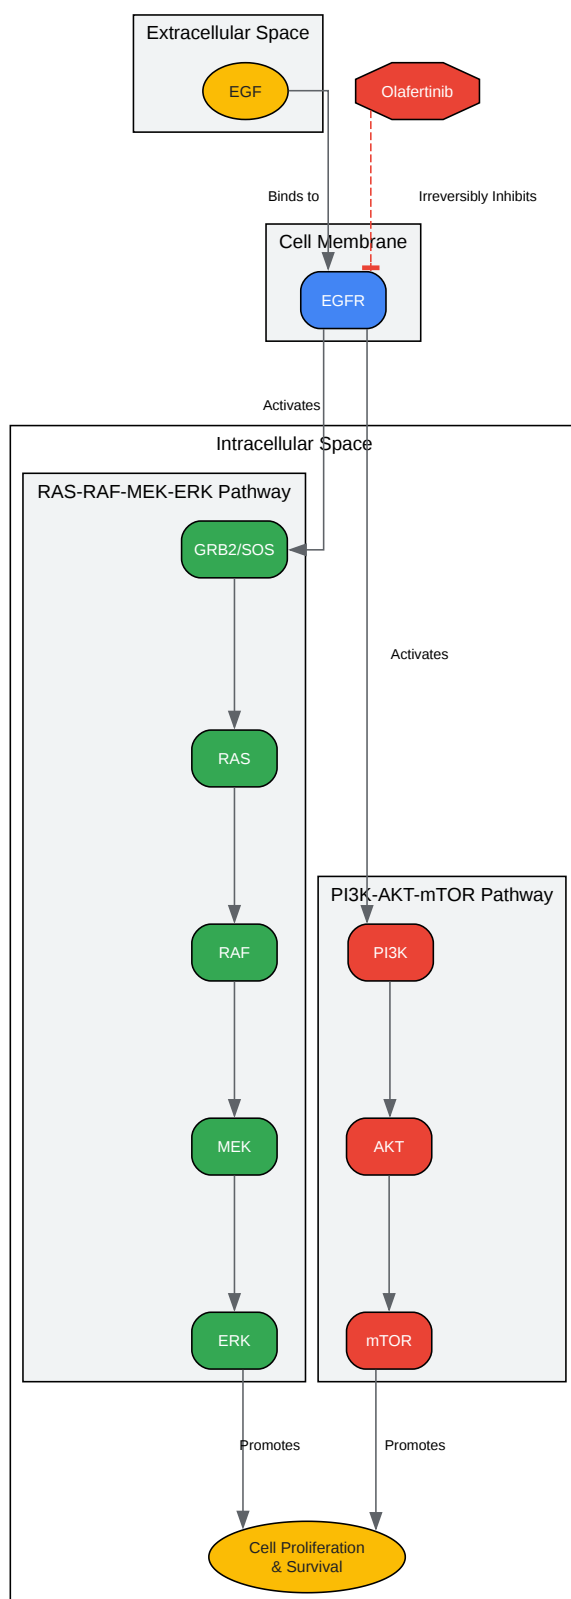 Extracellular Space
EGF
Olafertinib
Binds to
Irreversibly Inhibits
Cell Membrane
EGFR
Activates
Intracellular Space
RAS-RAF-MEK-ERK Pathway
GRB2/SOS
Activates
RAS
PI3K-AKT-mTOR Pathway
RAF
PI3K
MEK
AKT
ERK
mTOR
Promotes
Promotes
Cell Proliferation
& Survival